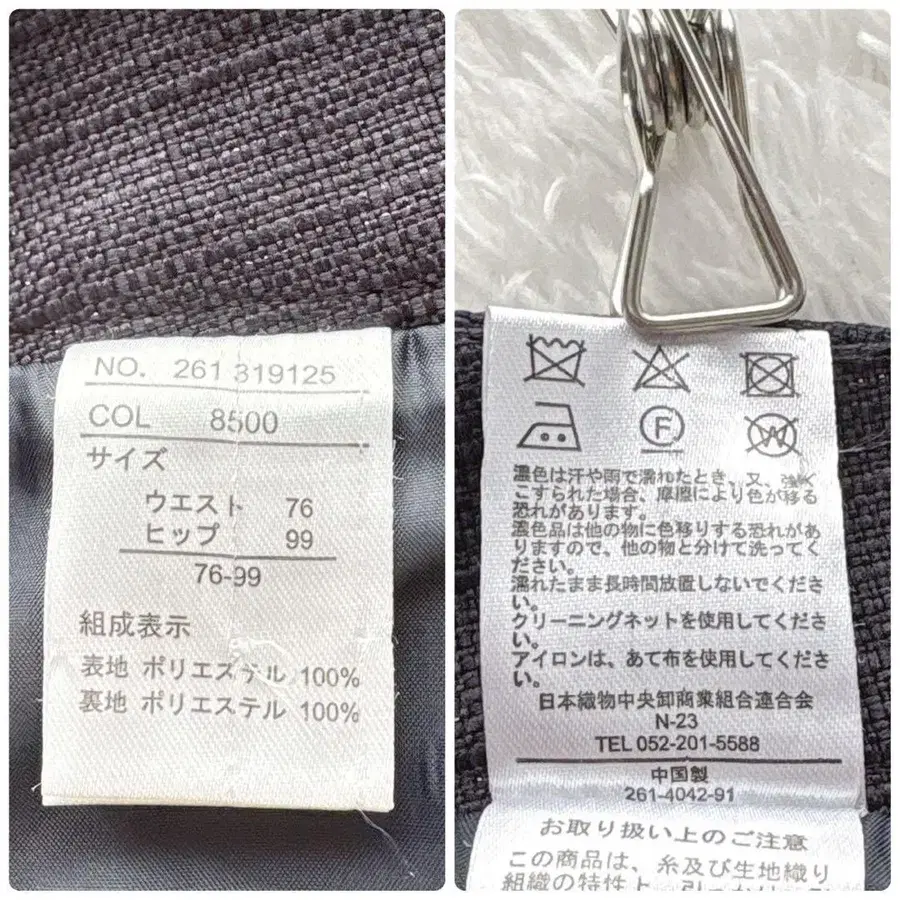 NO. 261 319125
COL 8500
サイズ
ウエスト 76
ヒップ 99
76-99
組成表示
表地 ポリエステル 100%
裏地 ポリエステル 100%
F
W
濃色は汗や雨で濡れたとき、又、強く
こすられた場合、摩擦により色が移る
恐れがあります。
濃色品は他の物に色移りする恐れがあ
りますので、他の物と分けて洗ってく
ださい。
濡れたまま長時間放置しないでくださ
い。
クリーニングネットを使用してくださ
い。
アイロンは、あて布を使用してくださ
い。
日本織物中央卸商業組合連合会
N-23
TEL 052-201-5588
中国製
261-4042-91
お取り扱い上のご注意
この商品は、糸及び生地織り
組織の特性上、引っかけ